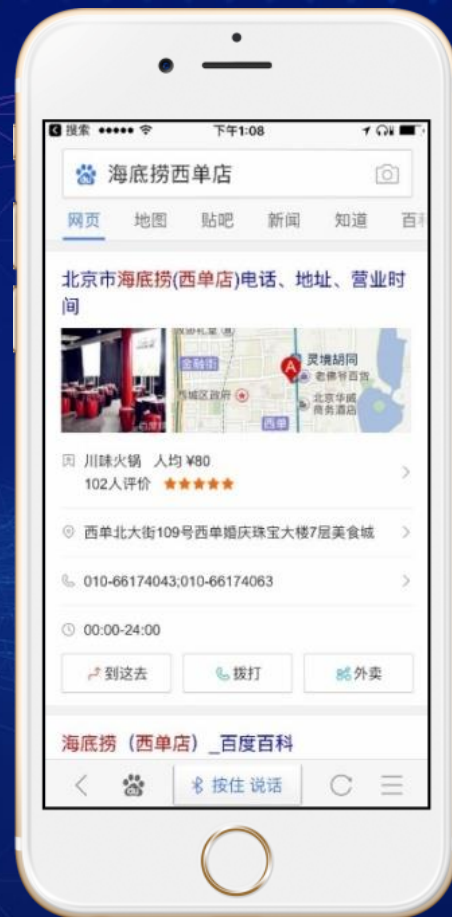 搜索
下午1:08
海底捞西单店
网页 地图 贴吧 新闻 知道 百
北京市海底捞(西单店)电话、地址、营业时
间
金融街
灵境胡同
老佛爷百货
西城区政府
北京华威
商务酒店
A
西单
川味火锅 人均 ¥80
102人评价
西单北大街109号西单婚庆珠宝大楼7层美食城
010-66174043;010-66174063
00:00-24:00
到这去 拨打 外卖
海底捞（西单店）_百度百科
按住 说话